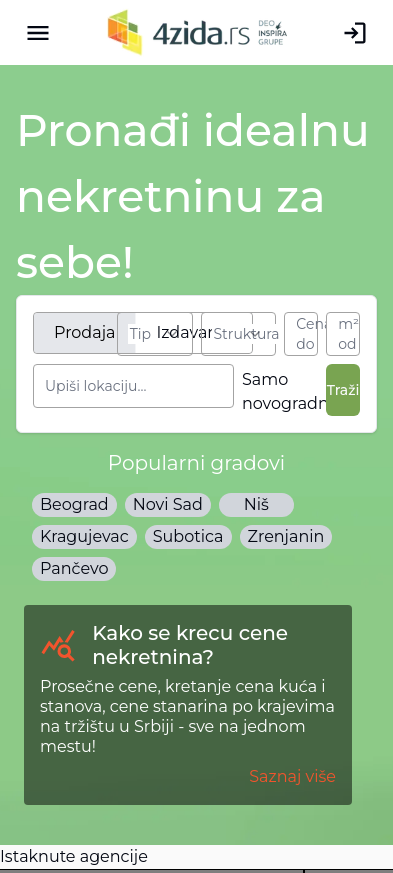 4zida.rs DEO INSPIRA GRUPE
Pronađi idealnu
nekretninu za
sebe!
Prodaja
Tip
Struktura
Cena do
m² od
Upiši lokaciju...
Samo
Traži
Popularni gradovi
Beograd Novi Sad Niš
Kragujevac Subotica Zrenjanin
Pančevo
Kako se krecu cene
nekretnina?
Prosečne cene, kretanje cena kuća i
stanova, cene stanarina po krajevima
na tržištu u Srbiji - sve na jednom
mestu!
Saznaj više
Istaknute agencije